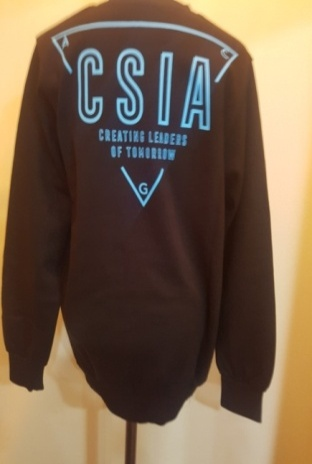 CSIA
CREATING LEADERS
OF TOMORROW
G